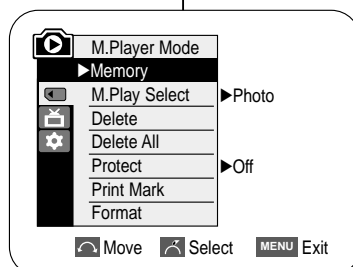 M.Player Mode
▶Memory
M.Play Select ▶Photo
Delete
Delete All
Protect ▶Off
Print Mark
Format
Move Select MENU Exit